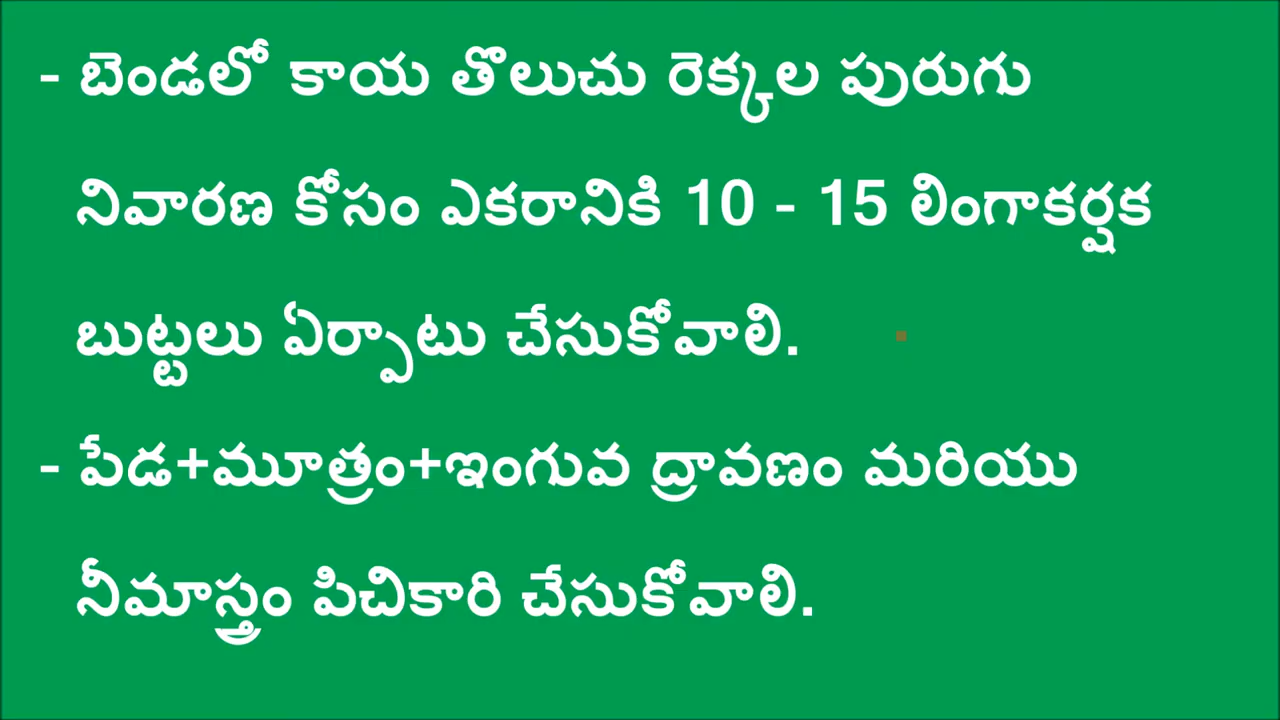 - బెండలో కాయ తొలుచు రెక్కల పురుగు
నివారణ కోసం ఎకరానికి 10 - 15 లింగాకర్షక
బుట్టలు ఏర్పాటు చేసుకోవాలి.
- పేడ+మూత్రం+ఇంగువ ద్రావణం మరియు
నీమాస్త్రం పిచికారి చేసుకోవాలి.